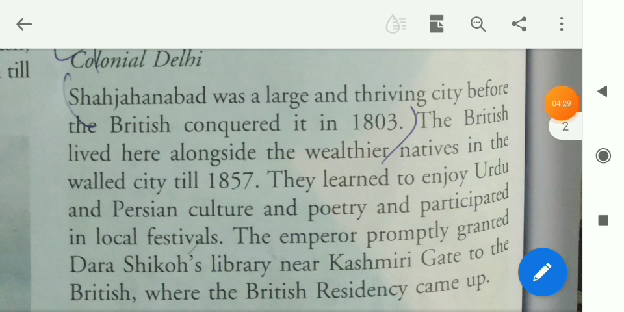 till
Colonial Delhi
Shahjahanabad was a large and thriving city before
the British conquered it in 1803. The British
lived here alongside the wealthier natives in the
walled city till 1857. They learned to enjoy Urdu
and Persian culture and poetry and participated
in local festivals. The emperor promptly granted
Dara Shikoh's library near Kashmiri Gate to the
British, where the British Residency came up.
04:29
2